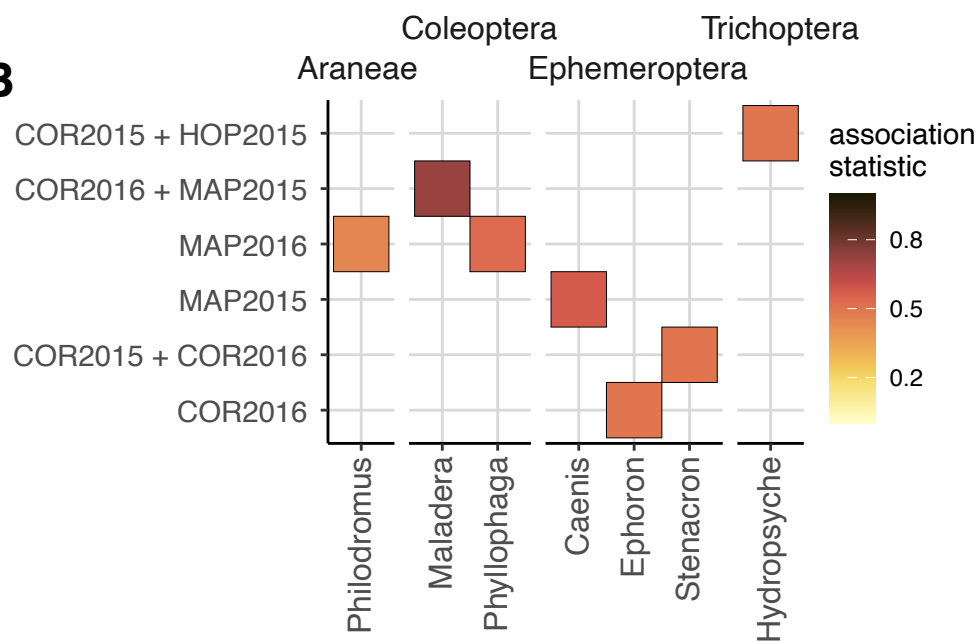 Coleoptera Trichoptera
Araneae Ephemeroptera
COR2015 + HOP2015
COR2016 + MAP2015
MAP2016
MAP2015
COR2015 + COR2016
COR2016
association
statistic
0.8
0.5
0.2
Philodromus
Maladera
Phyllophaga
Caenis
Ephoron
Stenacron
Hydropsyche